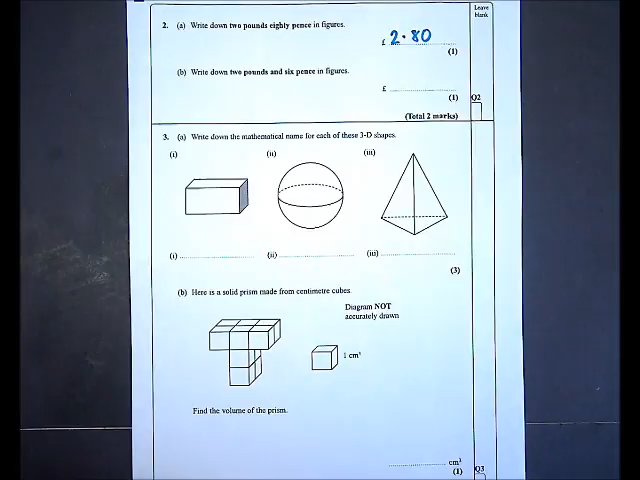 Leave
blank
2. (a) Write down two pounds eighty pence in figures.
£ 2.80
(1)
(b) Write down two pounds and six pence in figures.
£
(1)
Q2
(Total 2 marks)
3. (a) Write down the mathematical name for each of these 3-D shapes.
(i) (ii) (iii)
(i) (ii) (iii)
(3)
(b) Here is a solid prism made from centimetre cubes.
Diagram NOT
accurately drawn
1 cm³
Find the volume of the prism.
cm³
(1)
Q3